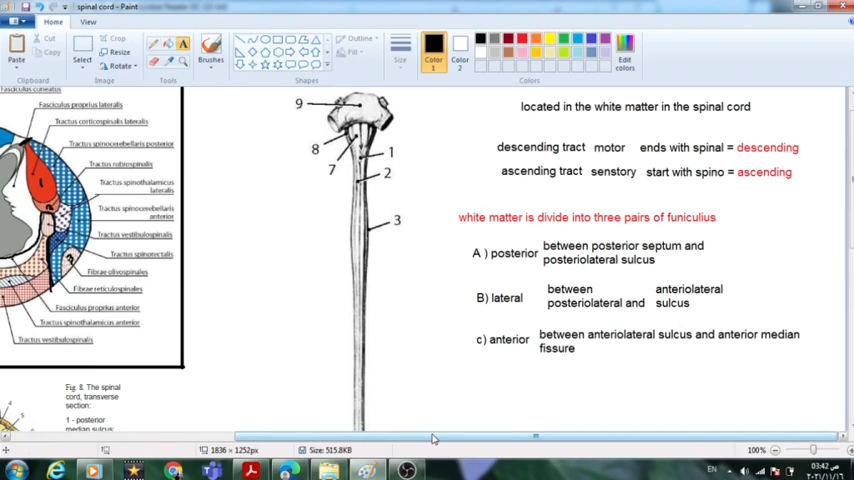 spinal cord - Paint
Home View
Paste
Cut
Copy
Clipboard
Select
Crop
Resize
Rotate
Image
A
Tools
Brushes
Outline
Fill
Shapes
Size
Color 1
Color 2
Edit colors
Colors
Fasciculus cuneatus
Fasciculus proprius lateralis
Tractus corticospinalis lateralis
Tractus spinocerebellaris posterior
Tractus rubrospinalis
Tractus spinothalamicus lateralis
Tractus spinocerebellaris anterior
Tractus vestibulospinalis
Tractus spinotectalis
Fibrae olivospinales
Fibrae reticulospinales
Fasciculus proprius anterior
Tractus spinothalamicus anterior
Tractus vestibulospinalis
Fig. 8. The spinal
cord, transverse
section:
1 - posterior
median sulcus;
4
5
9
8
7
1
2
3
located in the white matter in the spinal cord
descending tract motor ends with spinal = descending
ascending tract senstory start with spino = ascending
white matter is divide into three pairs of funiculius
A ) posterior between posterior septum and
posteriolateral sulcus
B) lateral between anteriolateral
posteriolateral and sulcus
c) anterior between anteriolateral sulcus and anterior median
fissure
1836 × 1252px
Size: 515.8KB
100%
EN
03:42 ص
٢٠٢١/١١/١٦